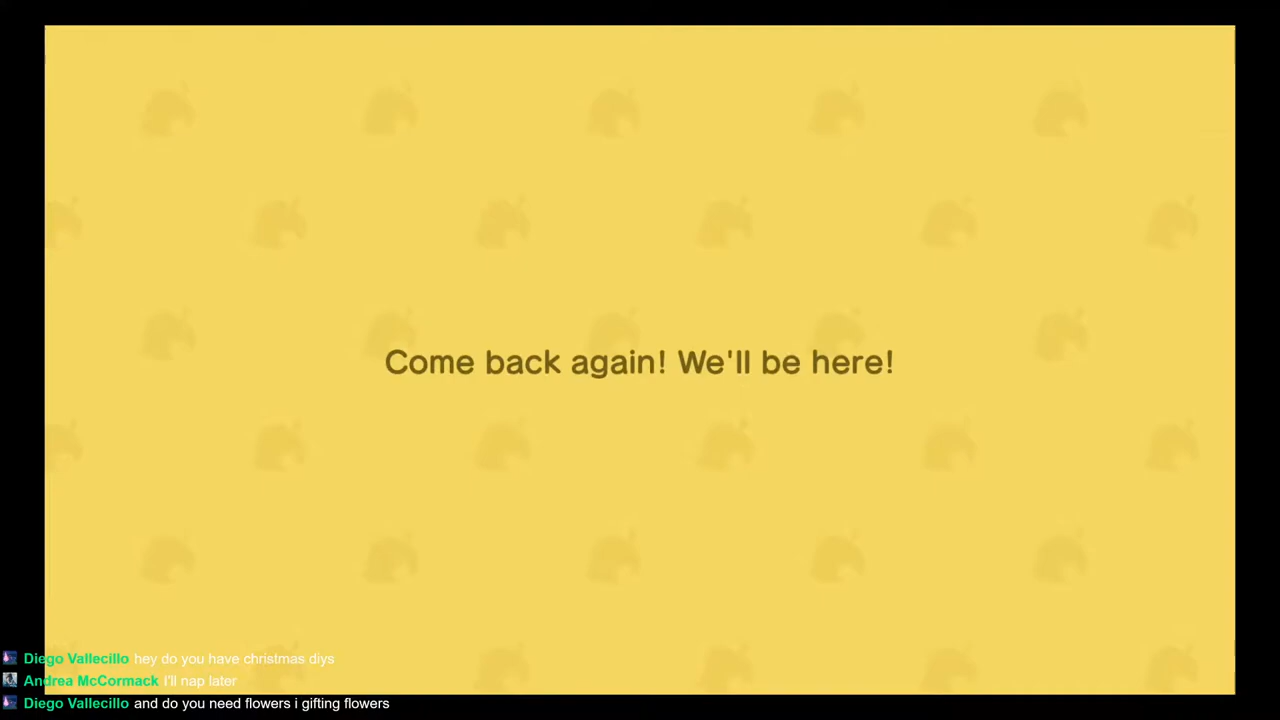 Come back again! We'll be here!
Diego Vallecillo hey do you have christmas diys
Andrea McCormack I'll nap later
Diego Vallecillo and do you need flowers i gifting flowers